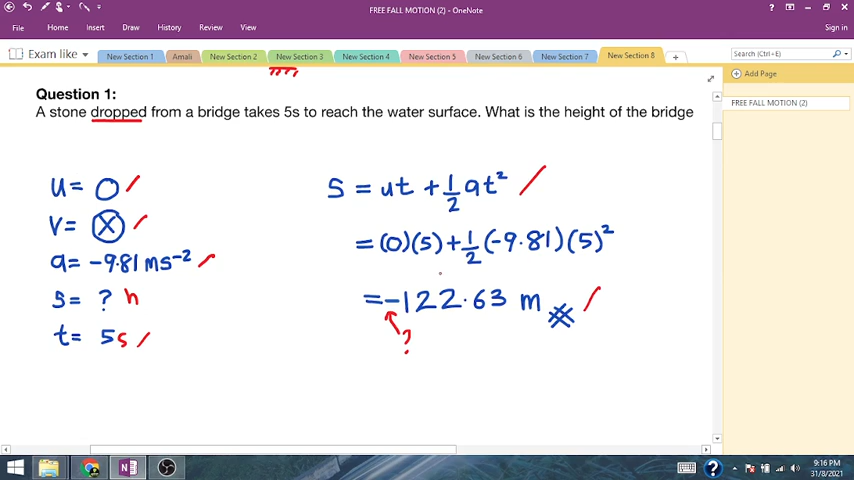 FREE FALL MOTION (2) - OneNote
File Home Insert Draw History Review View
Sign in
Exam like
New Section 1 Amali New Section 2 New Section 3 New Section 4 New Section 5 New Section 6 New Section 7 New Section 8
Search (Ctrl+E)
Add Page
FREE FALL MOTION (2)
Question 1:
A stone dropped from a bridge takes 5s to reach the water surface. What is the height of the bridge
u = 0
v = X
a = -9.81 ms⁻²
s = ? h
t = 5s
S = ut + 1/2 at²
= (0)(5) + 1/2 (-9.81)(5)²
= -122.63 m
?
9:16 PM
31/8/2021